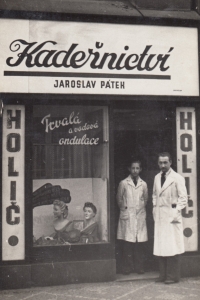 Kadeřnictví
JAROSLAV PÁTEK
HOLIČ.
Trvalá
a vodová
ondulace
HOLIČ.